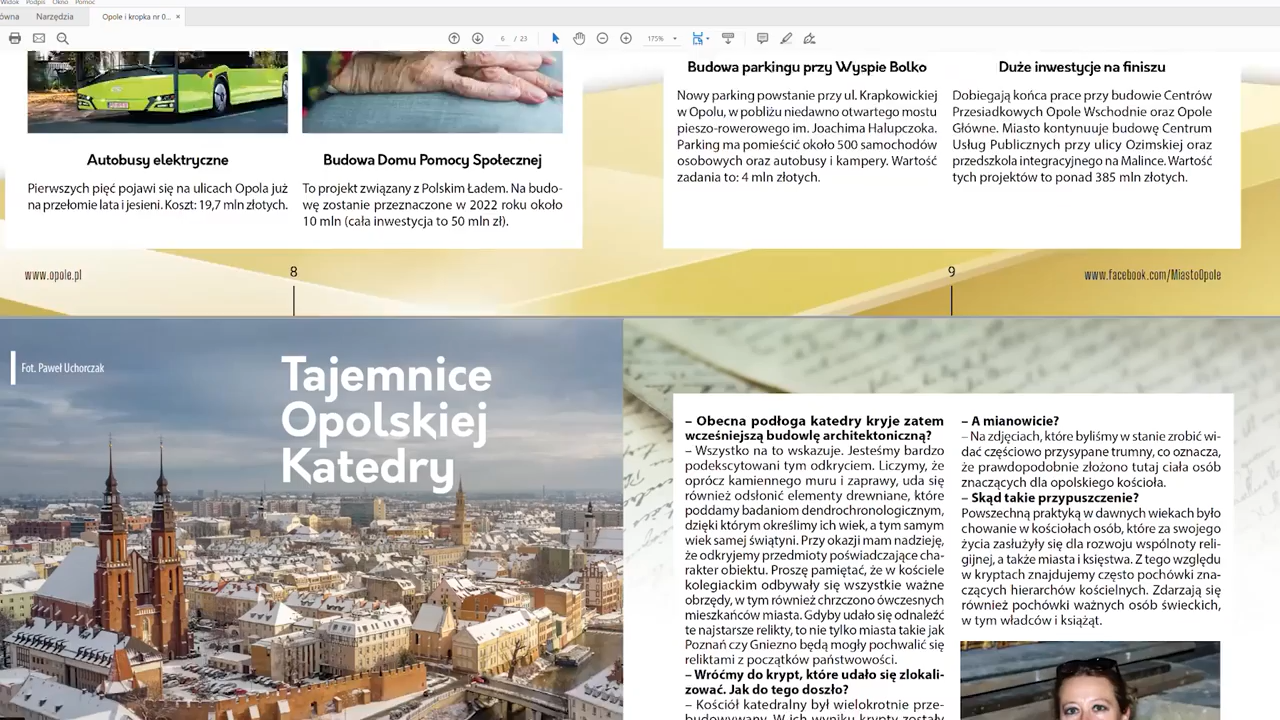 Widok Podpis Okno Pomoc
ówna Narzędzia Opole i kropka nr 0... ×
6 / 23 175%
Autobusy elektryczne
Pierwszych pięć pojawi się na ulicach Opola już
na przełomie lata i jesieni. Koszt: 19,7 mln złotych.
Budowa Domu Pomocy Społecznej
To projekt związany z Polskim Ładem. Na budo-
wę zostanie przeznaczone w 2022 roku około
10 mln (cała inwestycja to 50 mln zł).
www.opole.pl
8
Budowa parkingu przy Wyspie Bolko
Nowy parking powstanie przy ul. Krapkowickiej
w Opolu, w pobliżu niedawno otwartego mostu
pieszo-rowerowego im. Joachima Halupczoka.
Parking ma pomieścić około 500 samochodów
osobowych oraz autobusy i kampery. Wartość
zadania to: 4 mln złotych.
Duże inwestycje na finiszu
Dobiegają końca prace przy budowie Centrów
Przesiadkowych Opole Wschodnie oraz Opole
Główne. Miasto kontynuuje budowę Centrum
Usług Publicznych przy ulicy Ozimskiej oraz
przedszkola integracyjnego na Malince. Wartość
tych projektów to ponad 385 mln złotych.
9
www.facebook.com/MiastoOpole
Fot. Paweł Uchorczak
Tajemnice
Opolskiej
Katedry
– Obecna podłoga katedry kryje zatem
wcześniejszą budowlę architektoniczną?
– Wszystko na to wskazuje. Jesteśmy bardzo
podekscytowani tym odkryciem. Liczymy, że
oprócz kamiennego muru i zaprawy, uda się
również odsłonić elementy drewniane, które
poddamy badaniom dendrochronologicznym,
dzięki którym określimy ich wiek, a tym samym
wiek samej świątyni. Przy okazji mam nadzieję,
że odkryjemy przedmioty poświadczające cha-
rakter obiektu. Proszę pamiętać, że w kościele
kolegiackim odbywały się wszystkie ważne
obrzędy, w tym również chrzczono ówczesnych
mieszkańców miasta. Gdyby udało się odnaleźć
te najstarsze relikty, to nie tylko miasta takie jak
Poznań czy Gniezno będą mogły pochwalić się
reliktami z początków państwowości.
– Wróćmy do krypt, które udało się zlokali-
zować. Jak do tego doszło?
– Kościół katedralny był wielokrotnie prze-
budowywany. W ich wyniku krypty zostały
– A mianowicie?
– Na zdjęciach, które byliśmy w stanie zrobić wi-
dać częściowo przysypane trumny, co oznacza,
że prawdopodobnie złożono tutaj ciała osób
znaczących dla opolskiego kościoła.
– Skąd takie przypuszczenie?
Powszechną praktyką w dawnych wiekach było
chowanie w kościołach osób, które za swojego
życia zasłużyły się dla rozwoju wspólnoty reli-
gijnej, a także miasta i księstwa. Z tego względu
w kryptach znajdujemy często pochówki zna-
czących hierarchów kościelnych. Zdarzają się
również pochówki ważnych osób świeckich,
w tym władców i książąt.